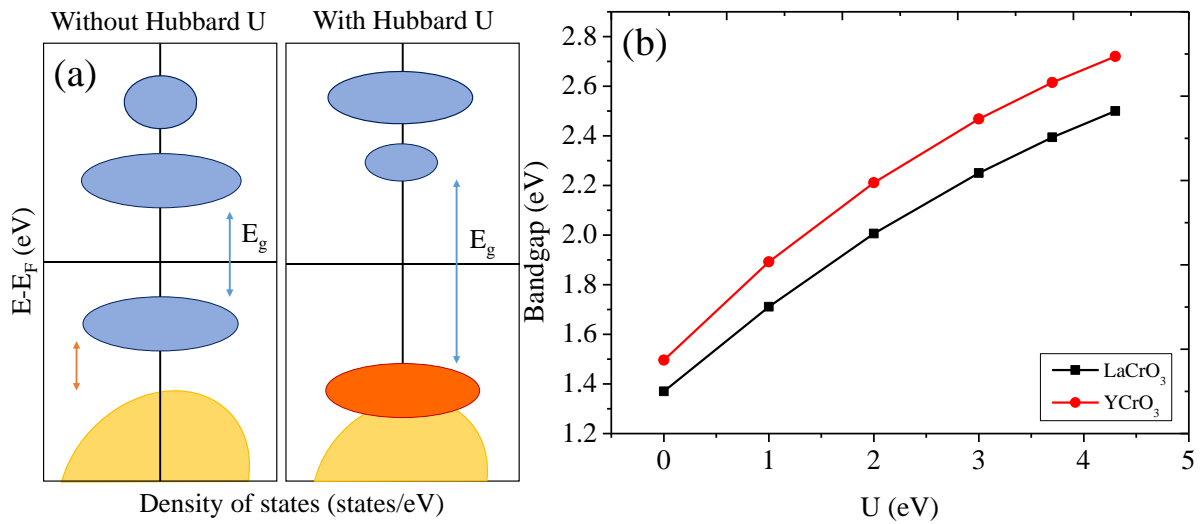 Without Hubbard U
With Hubbard U
(a)
E-E_F (eV)
E_g
E_g
Density of states (states/eV)
(b)
Bandgap (eV)
2.8
2.6
2.4
2.2
2.0
1.8
1.6
1.4
1.2
LaCrO₃
YCrO₃
0 1 2 3 4 5
U (eV)